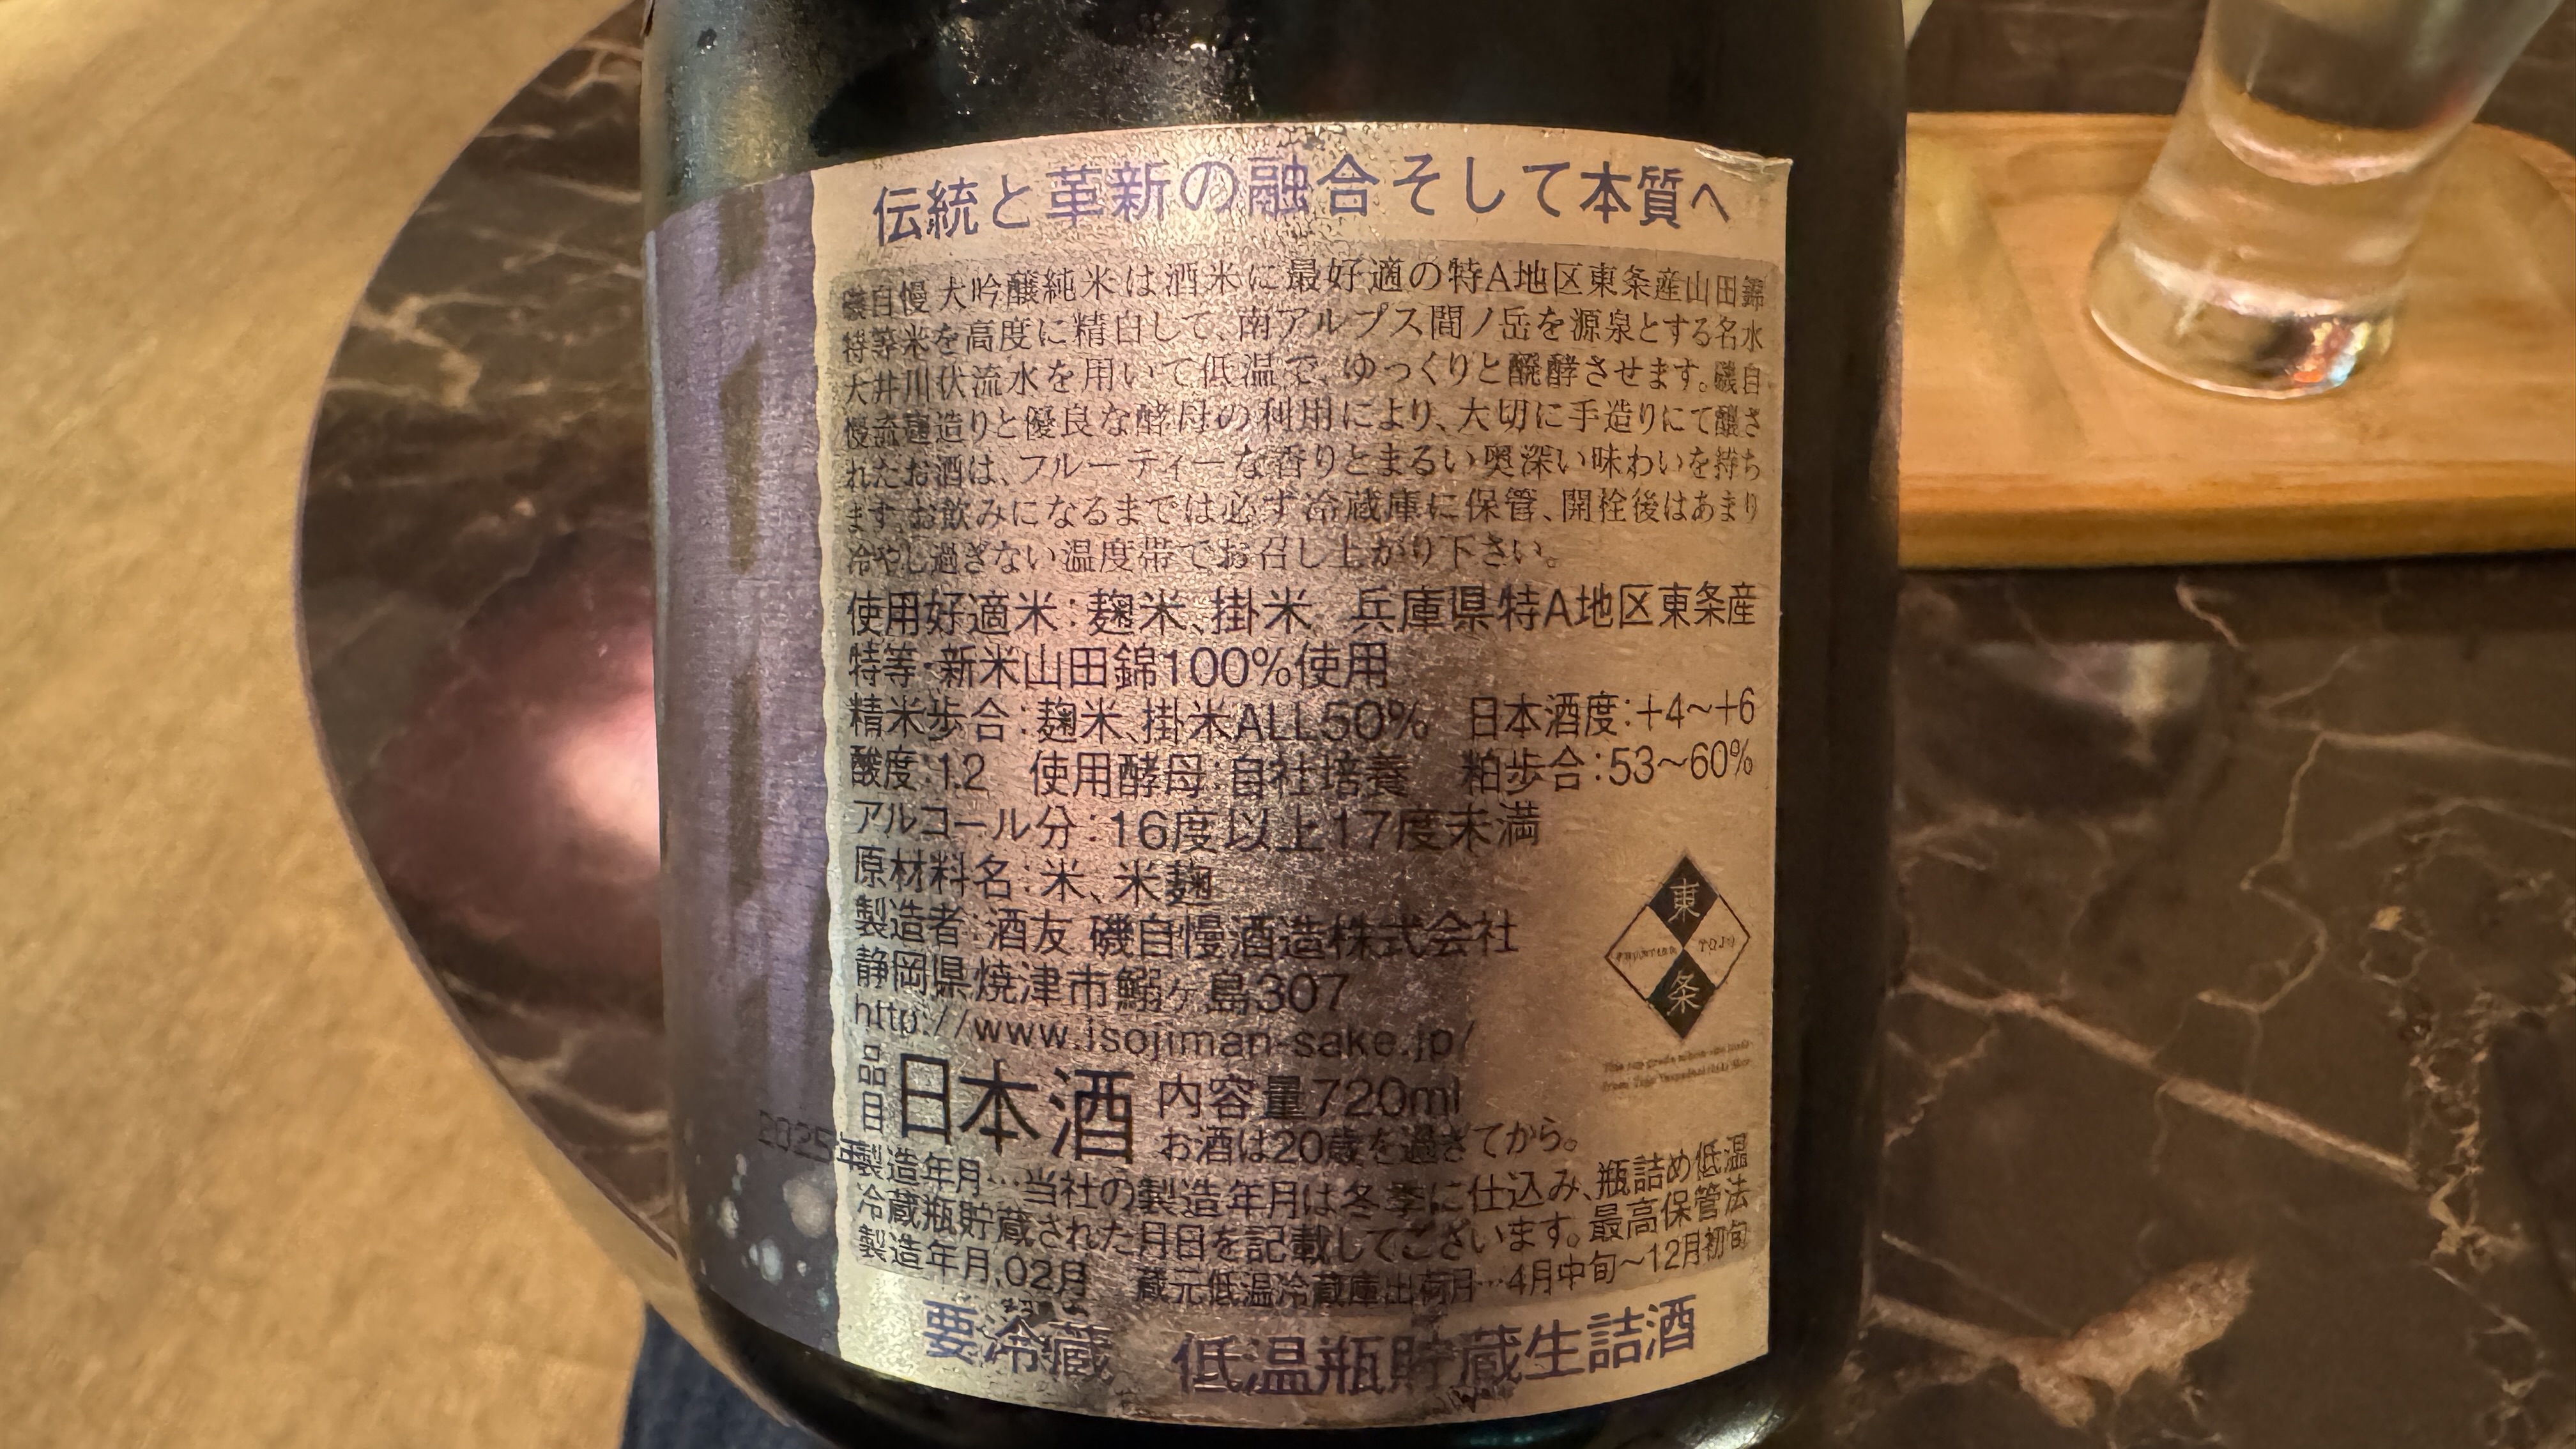 伝統と革新の融合そして本質へ
磯自慢 大吟醸純米は酒米に最好適の特A地区東条産山田錦
特等米を高度に精白して、南アルプス間ノ岳を源泉とする名水
大井川伏流水を用いて低温で、ゆっくりと醗酵させます。磯自
慢流麹造りと優良な酵母の利用により、大切に手造りにて醸さ
れたお酒は、フルーティーな香りとまるい奥深い味わいを持ち
ます。お飲みになるまでは必ず冷蔵庫に保管、開栓後はあまり
冷やし過ぎない温度帯でお召し上がり下さい。
使用好適米:麹米、掛米 兵庫県特A地区東条産
特等・新米山田錦100%使用
精米歩合:麹米、掛米ALL50% 日本酒度:+4〜+6
酸度:1.2 使用酵母:自社培養 粕歩合:53〜60%
アルコール分:16度以上17度未満
原材料名:米、米麹
製造者:酒友 磯自慢酒造株式会社
静岡県焼津市鰯ヶ島307
http://www.isojiman-sake.jp/
東
TOJO
条
品目 日本酒 内容量720ml
お酒は20歳を過ぎてから。
2025年
製造年月…当社の製造年月は冬季に仕込み、瓶詰め低温
冷蔵瓶貯蔵された月日を記載してございます。最高保管法
製造年月.02月 蔵元低温冷蔵庫出荷月…4月中旬〜12月初旬
要冷蔵 低温瓶貯蔵生詰酒